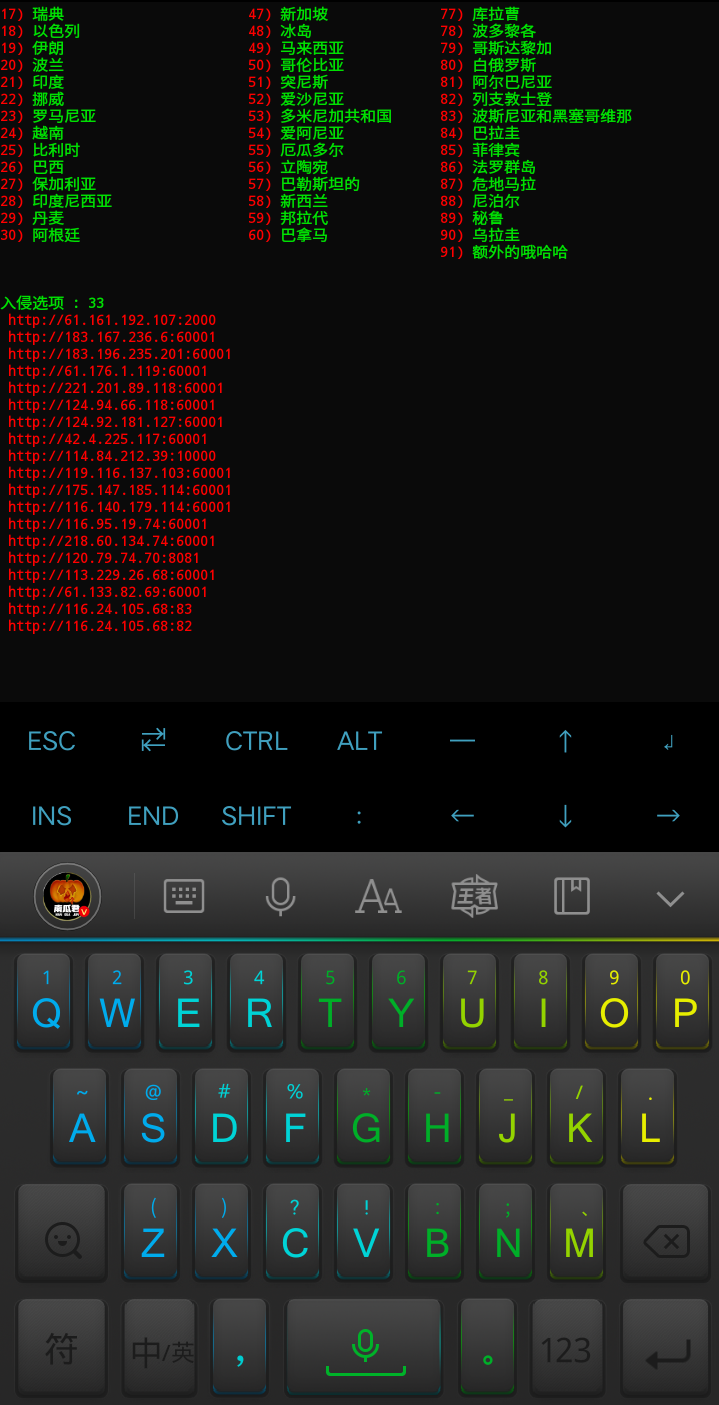 17) 瑞典 47) 新加坡 77) 库拉曹
18) 以色列 48) 冰岛 78) 波多黎各
19) 伊朗 49) 马来西亚 79) 哥斯达黎加
20) 波兰 50) 哥伦比亚 80) 白俄罗斯
21) 印度 51) 突尼斯 81) 阿尔巴尼亚
22) 挪威 52) 爱沙尼亚 82) 列支敦士登
23) 罗马尼亚 53) 多米尼加共和国 83) 波斯尼亚和黑塞哥维那
24) 越南 54) 爱阿尼亚 84) 巴拉圭
25) 比利时 55) 厄瓜多尔 85) 菲律宾
26) 巴西 56) 立陶宛 86) 法罗群岛
27) 保加利亚 57) 巴勒斯坦的 87) 危地马拉
28) 印度尼西亚 58) 新西兰 88) 尼泊尔
29) 丹麦 59) 邦拉代 89) 秘鲁
30) 阿根廷 60) 巴拿马 90) 乌拉圭
91) 额外的哦哈哈
入侵选项 : 33
http://61.161.192.107:2000
http://183.167.236.6:60001
http://183.196.235.201:60001
http://61.176.1.119:60001
http://221.201.89.118:60001
http://124.94.66.118:60001
http://124.92.181.127:60001
http://42.4.225.117:60001
http://114.84.212.39:10000
http://119.116.137.103:60001
http://175.147.185.114:60001
http://116.140.179.114:60001
http://116.95.19.74:60001
http://218.60.134.74:60001
http://120.79.74.70:8081
http://113.229.26.68:60001
http://61.133.82.69:60001
http://116.24.105.68:83
http://116.24.105.68:82
ESC CTRL ALT — ↑
INS END SHIFT : ← ↓ →
南瓜君 V AA 王者
1 2 3 4 5 6 7 8 9 0
Q W E R T Y U I O P
~ @ # % * - _ / .
A S D F G H J K L
( ) ? ! : ; 、
Z X C V B N M
符 中/英 , 。 123